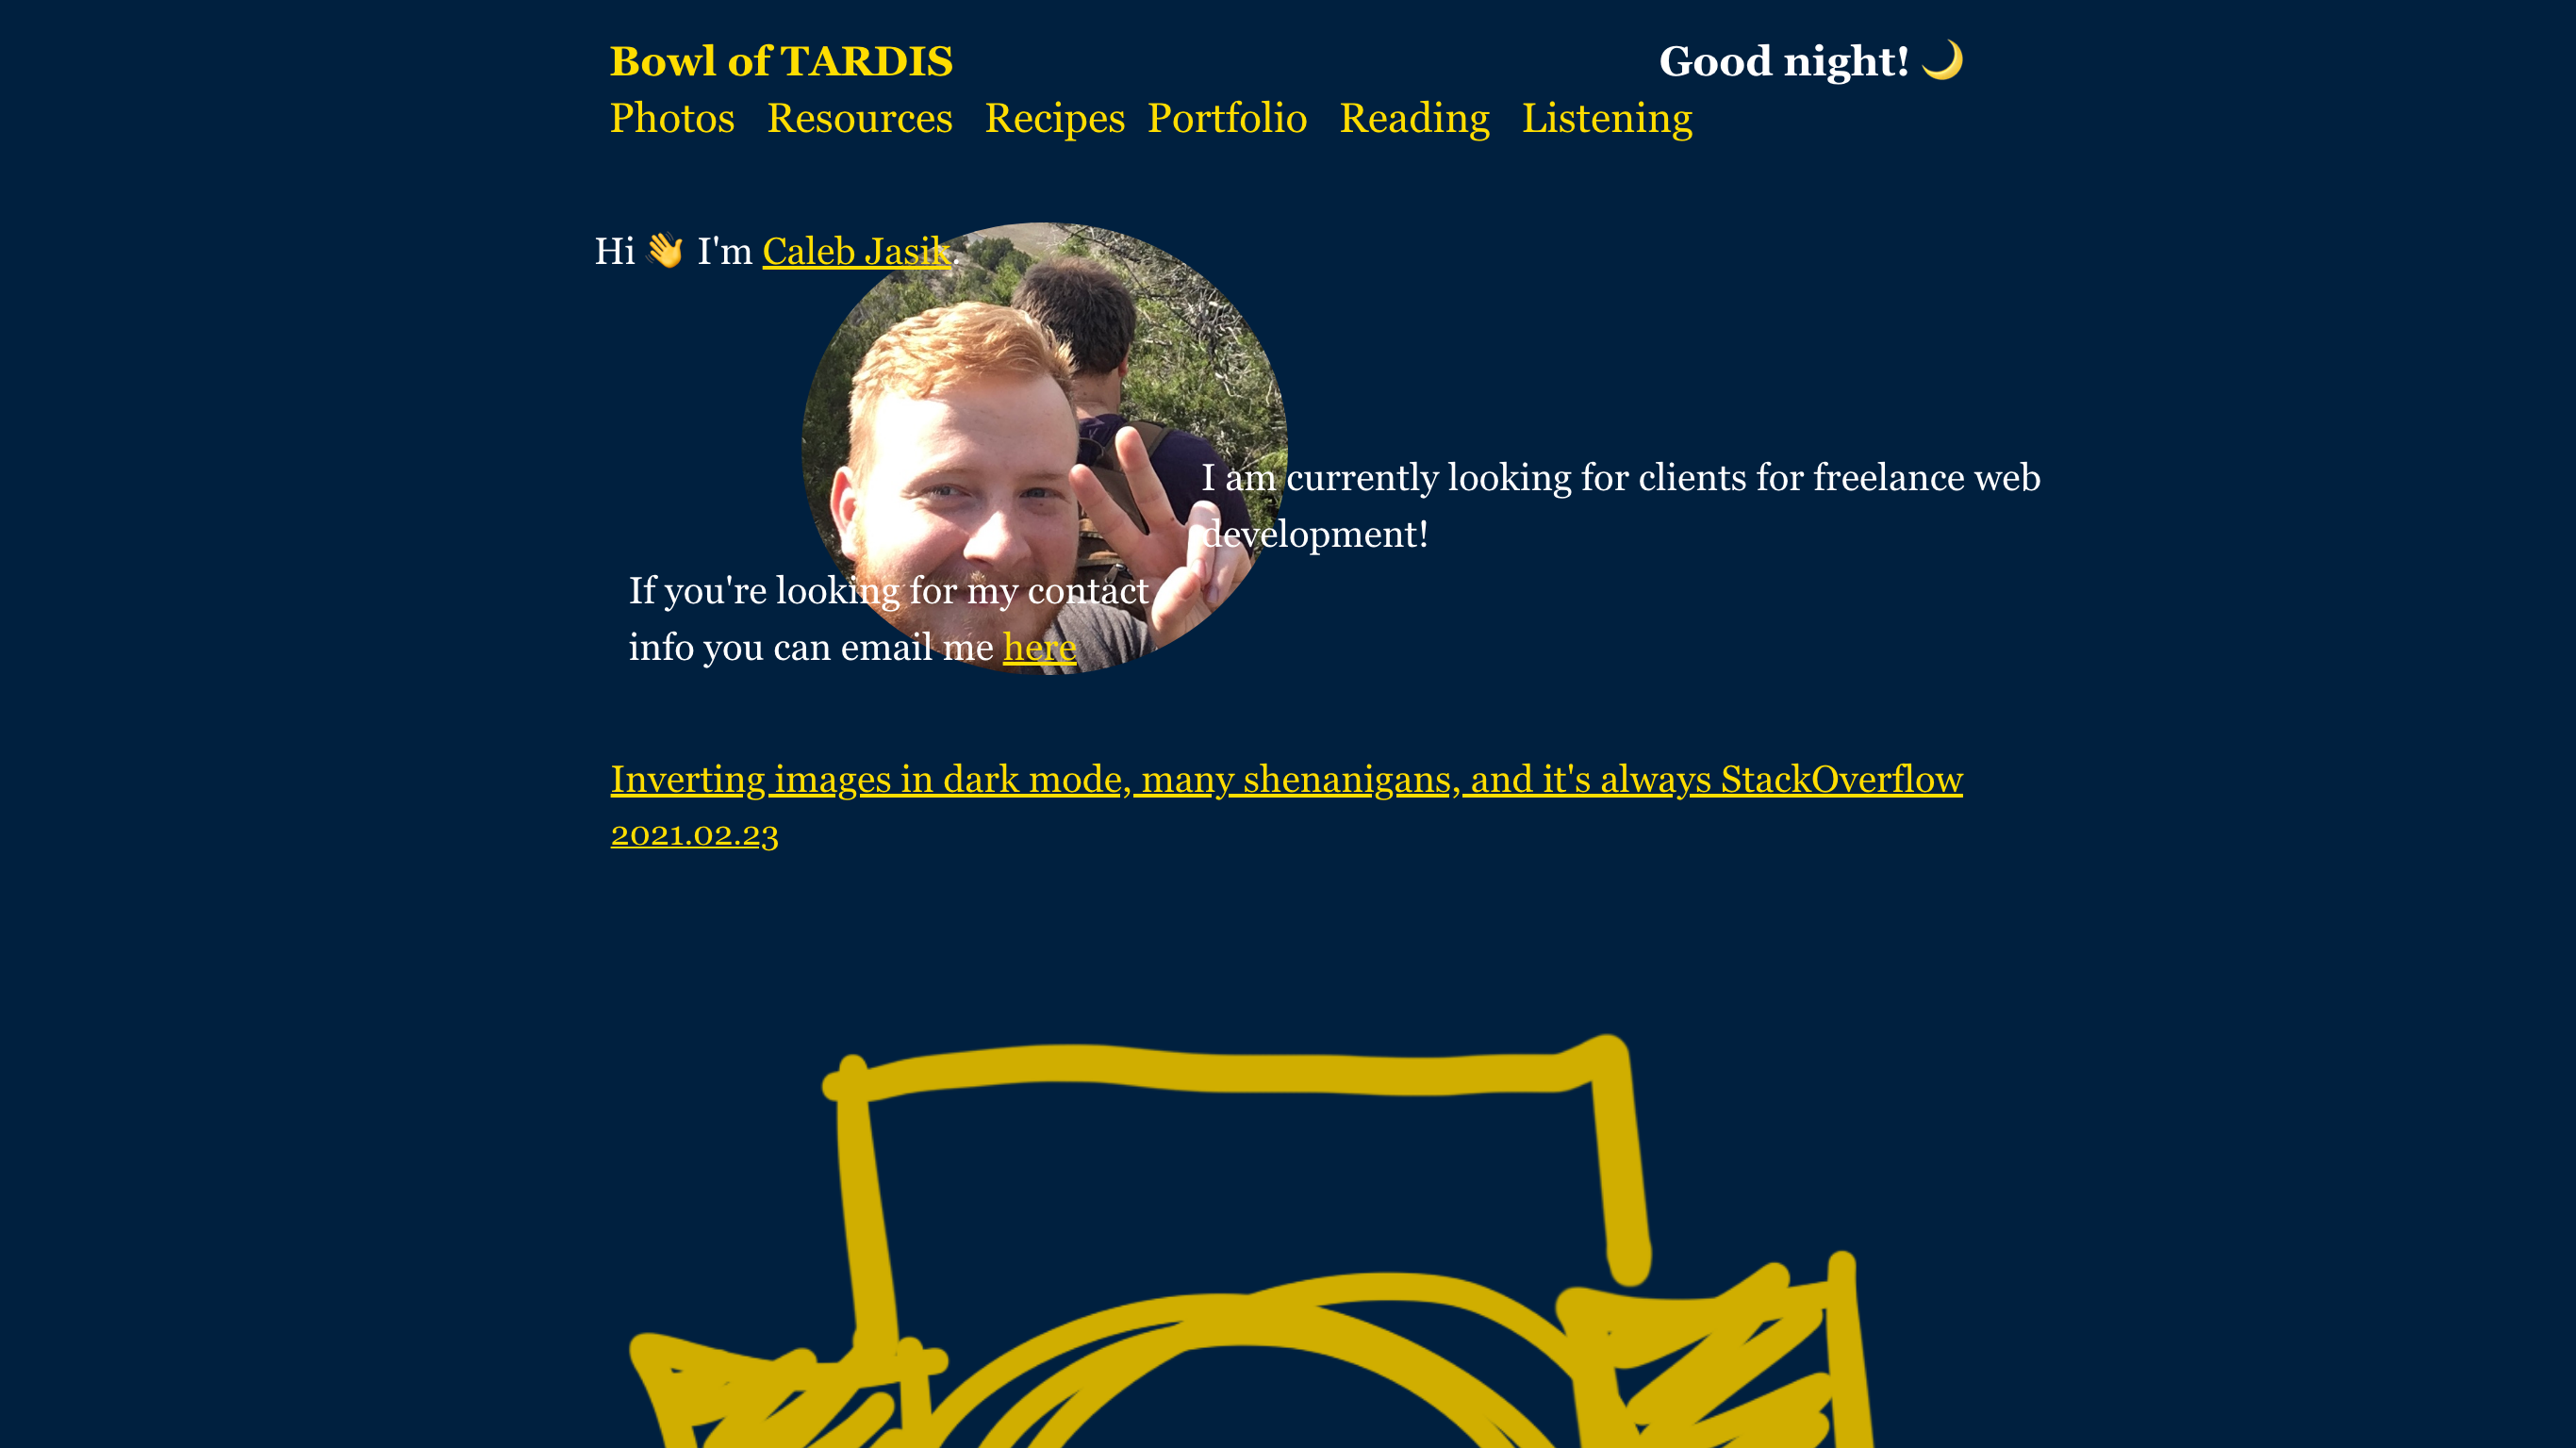 Bowl of TARDIS
Good night! 🌙
Photos Resources Recipes Portfolio Reading Listening
Hi 👋 I'm Caleb Jasik.
I am currently looking for clients for freelance web
development!
If you're looking for my contact
info you can email me here
Inverting images in dark mode, many shenanigans, and it's always StackOverflow
2021.02.23